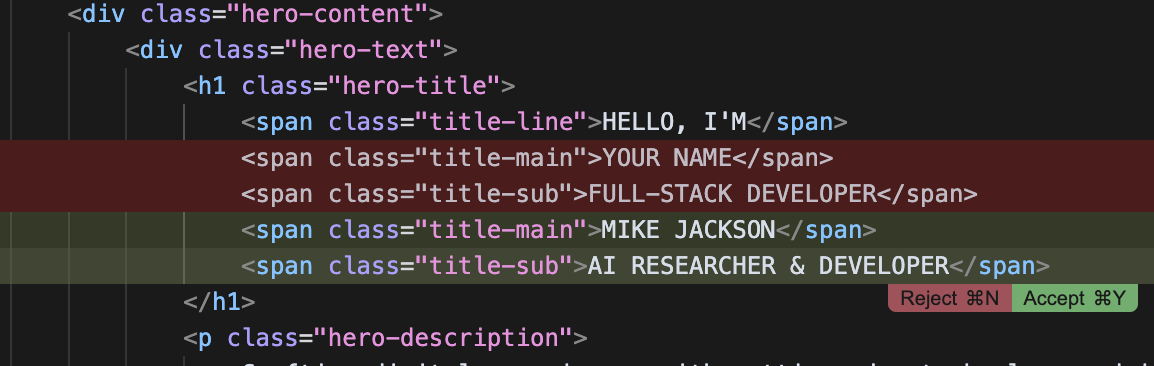 <div class="hero-content">
<div class="hero-text">
<h1 class="hero-title">
<span class="title-line">HELLO, I'M</span>
<span class="title-main">YOUR NAME</span>
<span class="title-sub">FULL-STACK DEVELOPER</span>
<span class="title-main">MIKE JACKSON</span>
<span class="title-sub">AI RESEARCHER & DEVELOPER</span>
Reject ⌘N Accept ⌘Y
</h1>
<p class="hero-description">